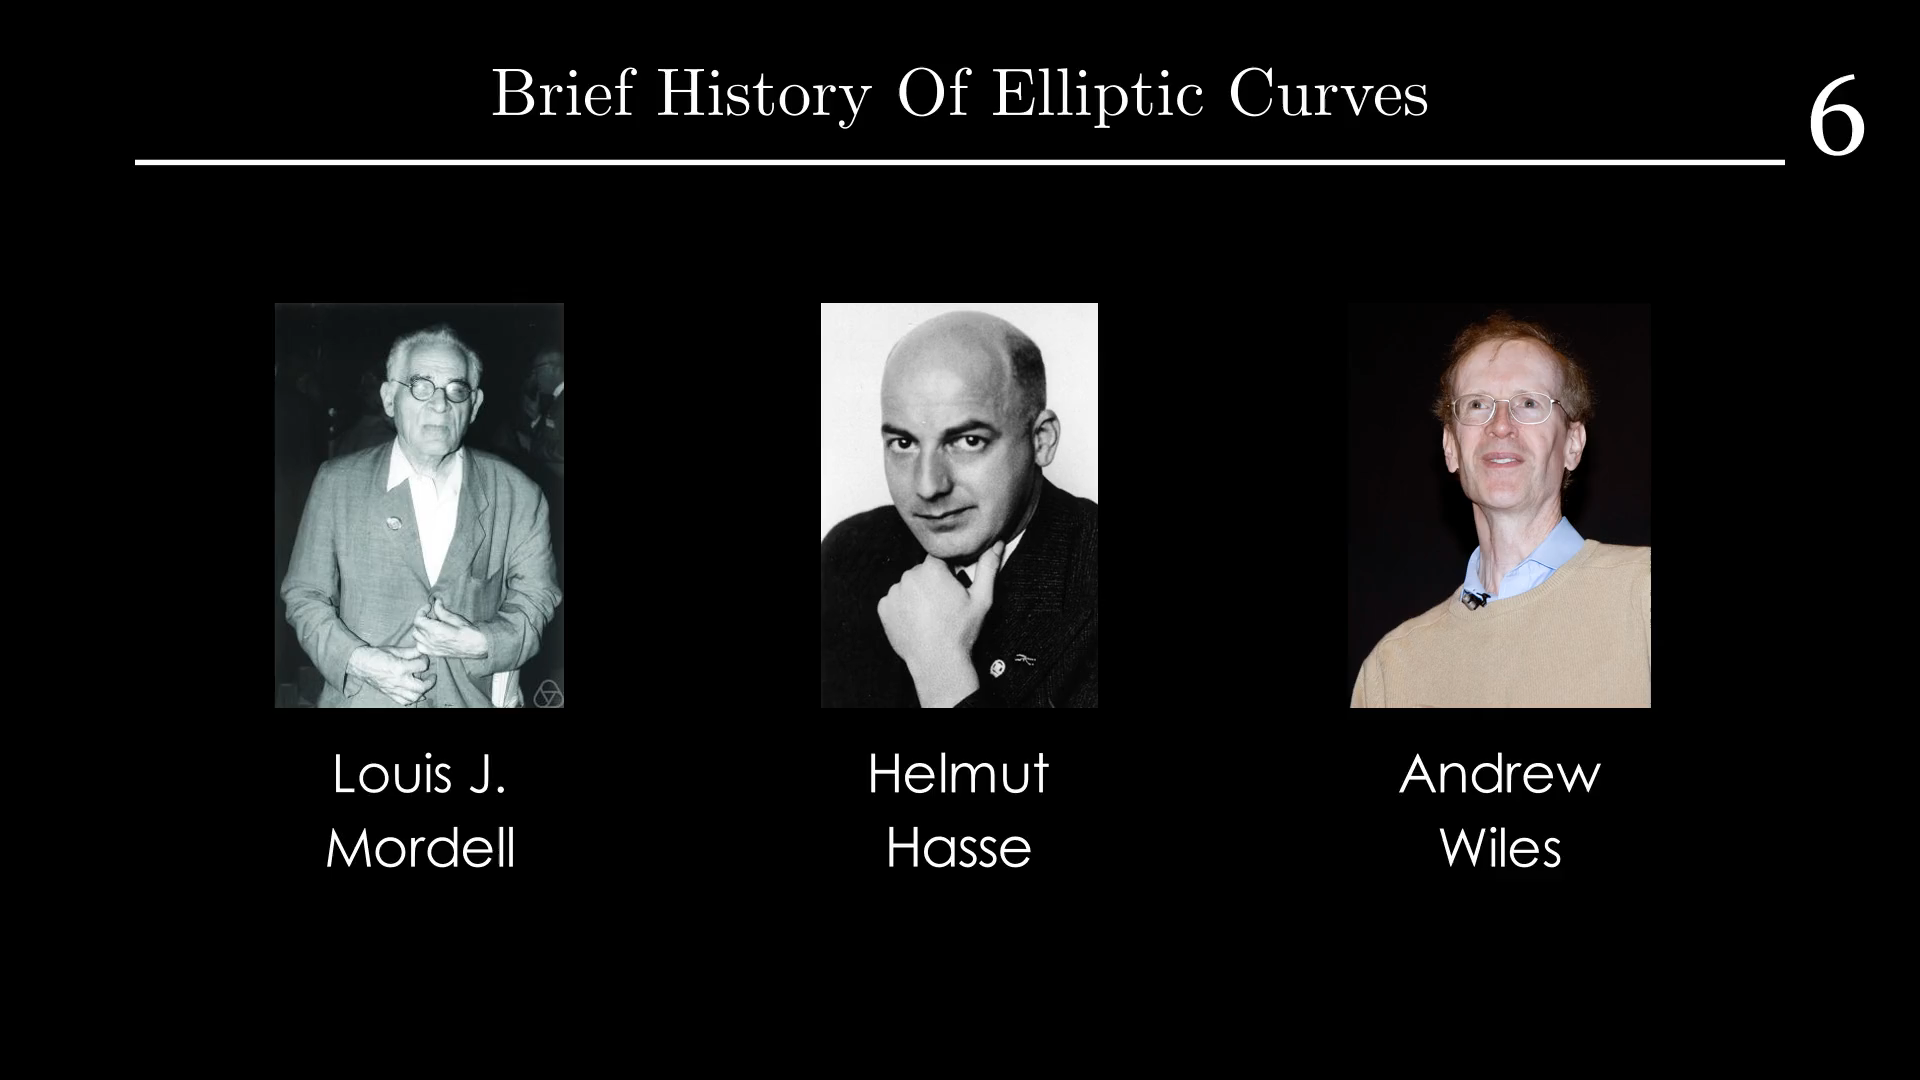 Brief History Of Elliptic Curves
6
Louis J.
Mordell
Helmut
Hasse
Andrew
Wiles